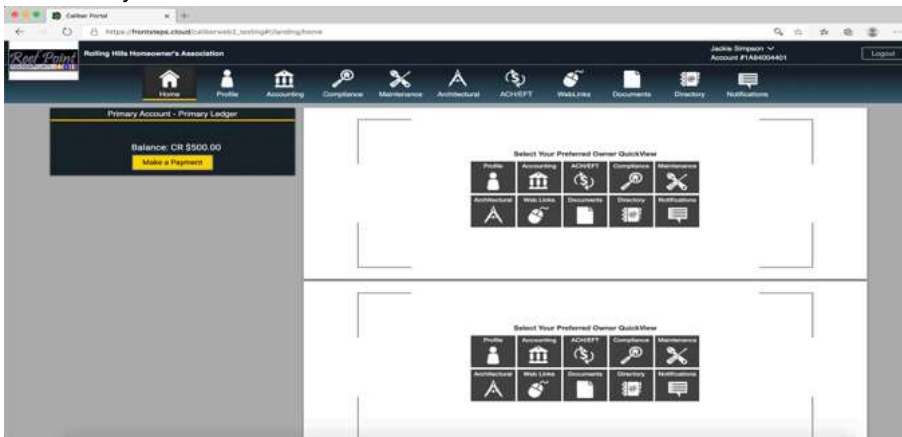 Caliber Portal
https://frontsteps.cloud/caliberweb2_testing#!/landing/home
Reef Point
Rolling Hills Homeowner's Association
Jackie Simpson
Account #1AB4004401
Logout
Home
Profile
Accounting
Compliance
Maintenance
Architectural
ACH/EFT
WebLinks
Documents
Directory
Notifications
Primary Account - Primary Ledger
Balance: CR $500.00
Make a Payment
Select Your Preferred Owner QuickView
Profile Accounting ACH/EFT Compliance Maintenance
Architectural Web Links Documents Directory Notifications
Select Your Preferred Owner QuickView
Profile Accounting ACH/EFT Compliance Maintenance
Architectural Web Links Documents Directory Notifications